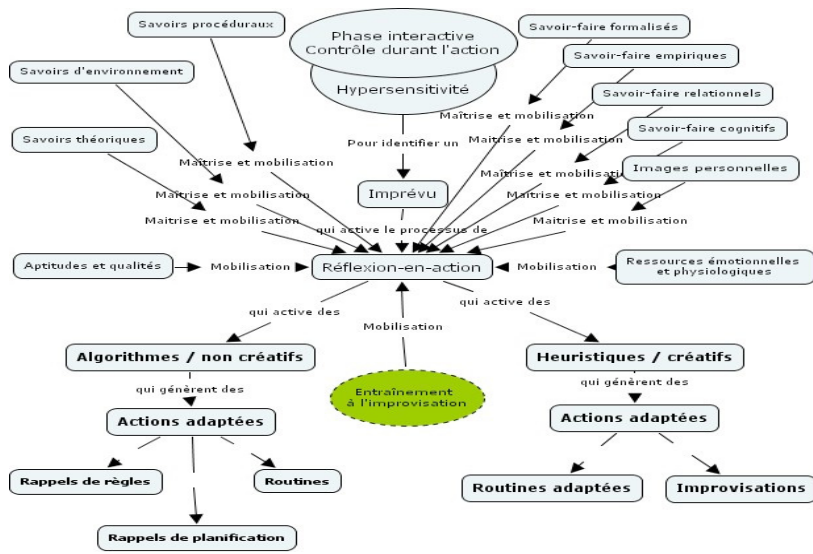 Savoirs procéduraux
Phase interactive
Contrôle durant l'action
Savoir-faire formalisés
Savoir-faire empiriques
Savoirs d'environnement
Hypersensitivité
Savoir-faire relationnels
Maîtrise et mobilisation
Savoir-faire cognitifs
Savoirs théoriques
Pour identifier un
Maitrise et mobilisation
Maîtrise et mobilisation
Maîtrise et mobilisation
Images personnelles
Maîtrise et mobilisation
Imprévu
Maitrise et mobilisation
Maitrise et mobilisation
qui active le processus de
Maitrise et mobilisation
Aptitudes et qualités
Mobilisation
Réflexion-en-action
Mobilisation
Ressources émotionnelles
et physiologiques
qui active des
qui active des
Mobilisation
Algorithmes / non créatifs
Heuristiques / créatifs
qui génèrent des
Entraînement
à l'improvisation
qui génèrent des
Actions adaptées
Actions adaptées
Rappels de règles
Routines
Routines adaptées
Improvisations
Rappels de planification